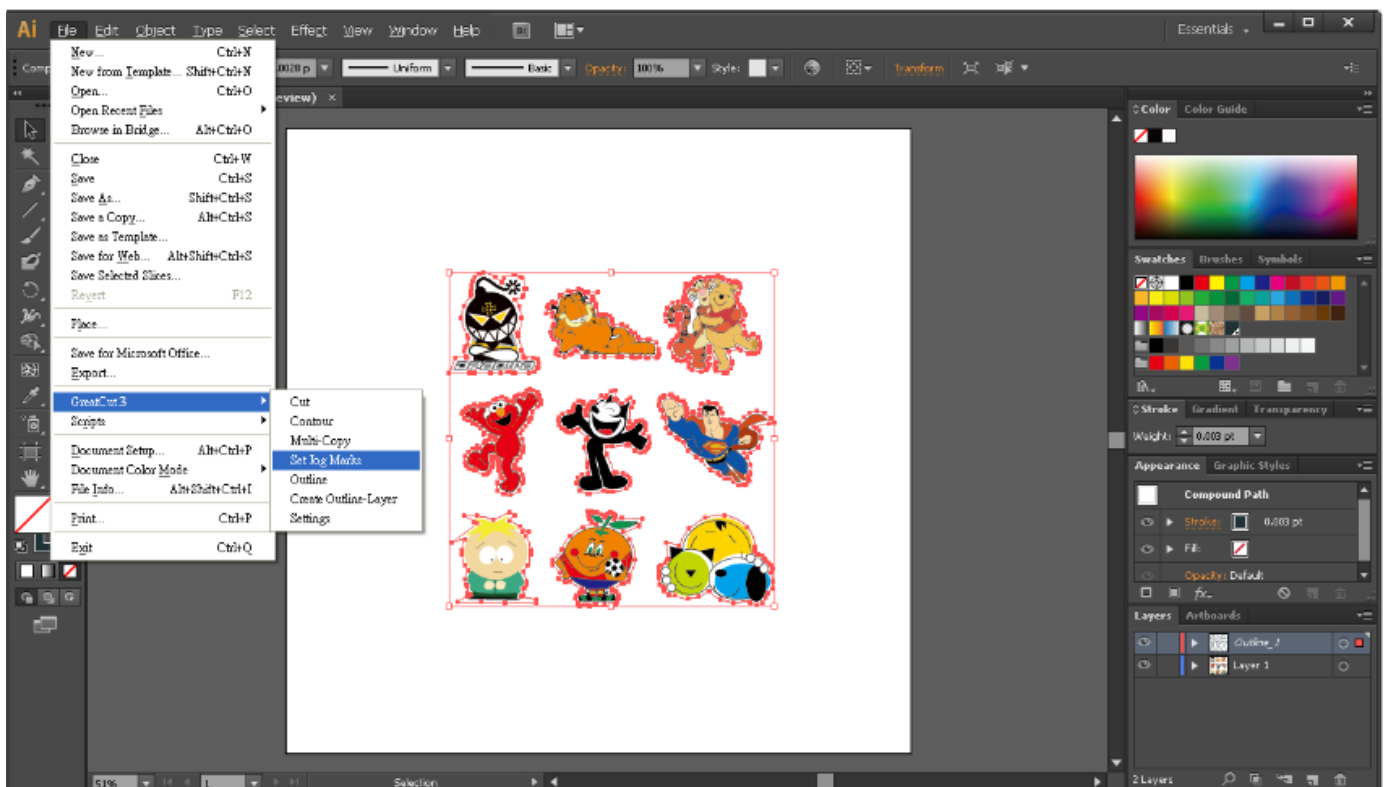 Ai File Edit Object Type Select Effect View Window Help Br Essentials
Comp 0028 p Uniform Basic Opacity: 100% Style: Transform
eview) ×
New... Ctrl+N
New from Template... Shift+Ctrl+N
Open... Ctrl+O
Open Recent Files
Browse in Bridge... Alt+Ctrl+O
Close Ctrl+W
Save Ctrl+S
Save As... Shift+Ctrl+S
Save a Copy... Alt+Ctrl+S
Save as Template...
Save for Web... Alt+Shift+Ctrl+S
Save Selected Slices...
Revert F12
Place...
Save for Microsoft Office...
Export...
GreatCut 3
Scripts
Document Setup... Alt+Ctrl+P
Document Color Mode
File Info... Alt+Shift+Ctrl+I
Print... Ctrl+P
Exit Ctrl+Q
Cut
Contour
Multi-Copy
Set Jog Marks
Outline
Create Outline-Layer
Settings
Color Color Guide
Swatches Brushes Symbols
Stroke Gradient Transparency
Weight: 0.003 pt
Appearance Graphic Styles
Compound Path
Stroke: 0.003 pt
Fill:
Opacity: Default
fx
Layers Artboards
Outline_1
Layer 1
2 Layers
51% 1 Selection